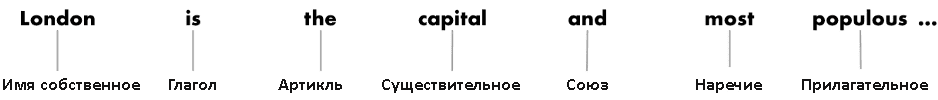 London is the capital and most populous ...
Имя собственное Глагол Артикль Существительное Союз Наречие Прилагательное